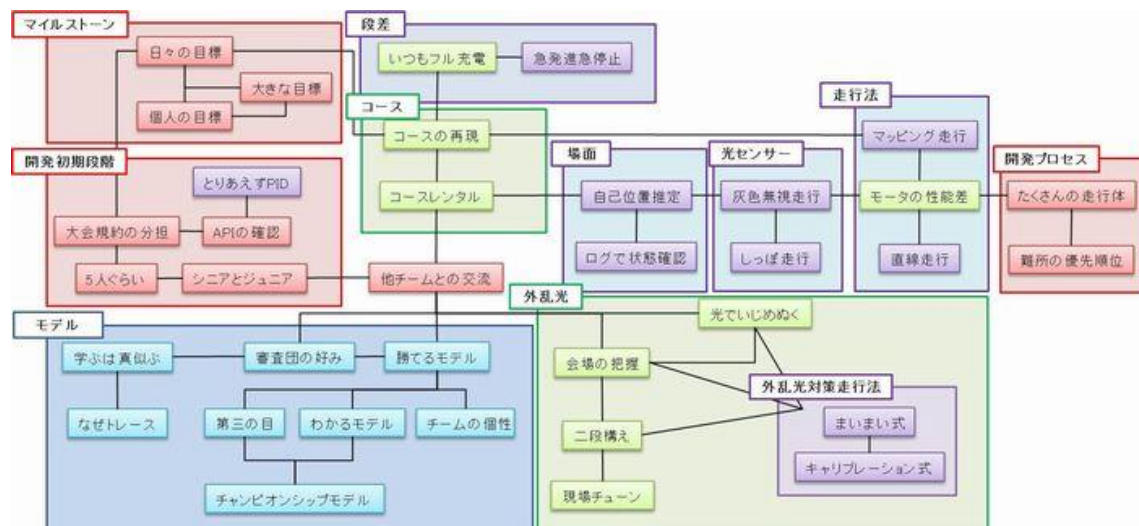 マイルストーン
日々の目標
大きな目標
個人の目標
段差
いつもフル充電
急発進急停止
コース
コースの再現
コースレンタル
走行法
マッピング走行
モータの性能差
直線走行
場面
自己位置推定
ログで状態確認
光センサー
灰色無視走行
しっぽ走行
開発プロセス
たくさんの走行体
難所の優先順位
開発初期段階
とりあえずPID
大会規約の分担
APIの確認
5人ぐらい
シニアとジュニア
他チームとの交流
モデル
学ぶは真似ぶ
審査団の好み
勝てるモデル
なぜトレース
第三の目
わかるモデル
チームの個性
チャンピオンシップモデル
外乱光
光でいじめぬく
会場の把握
二段構え
現場チューン
外乱光対策走行法
まいまい式
キャリブレーション式